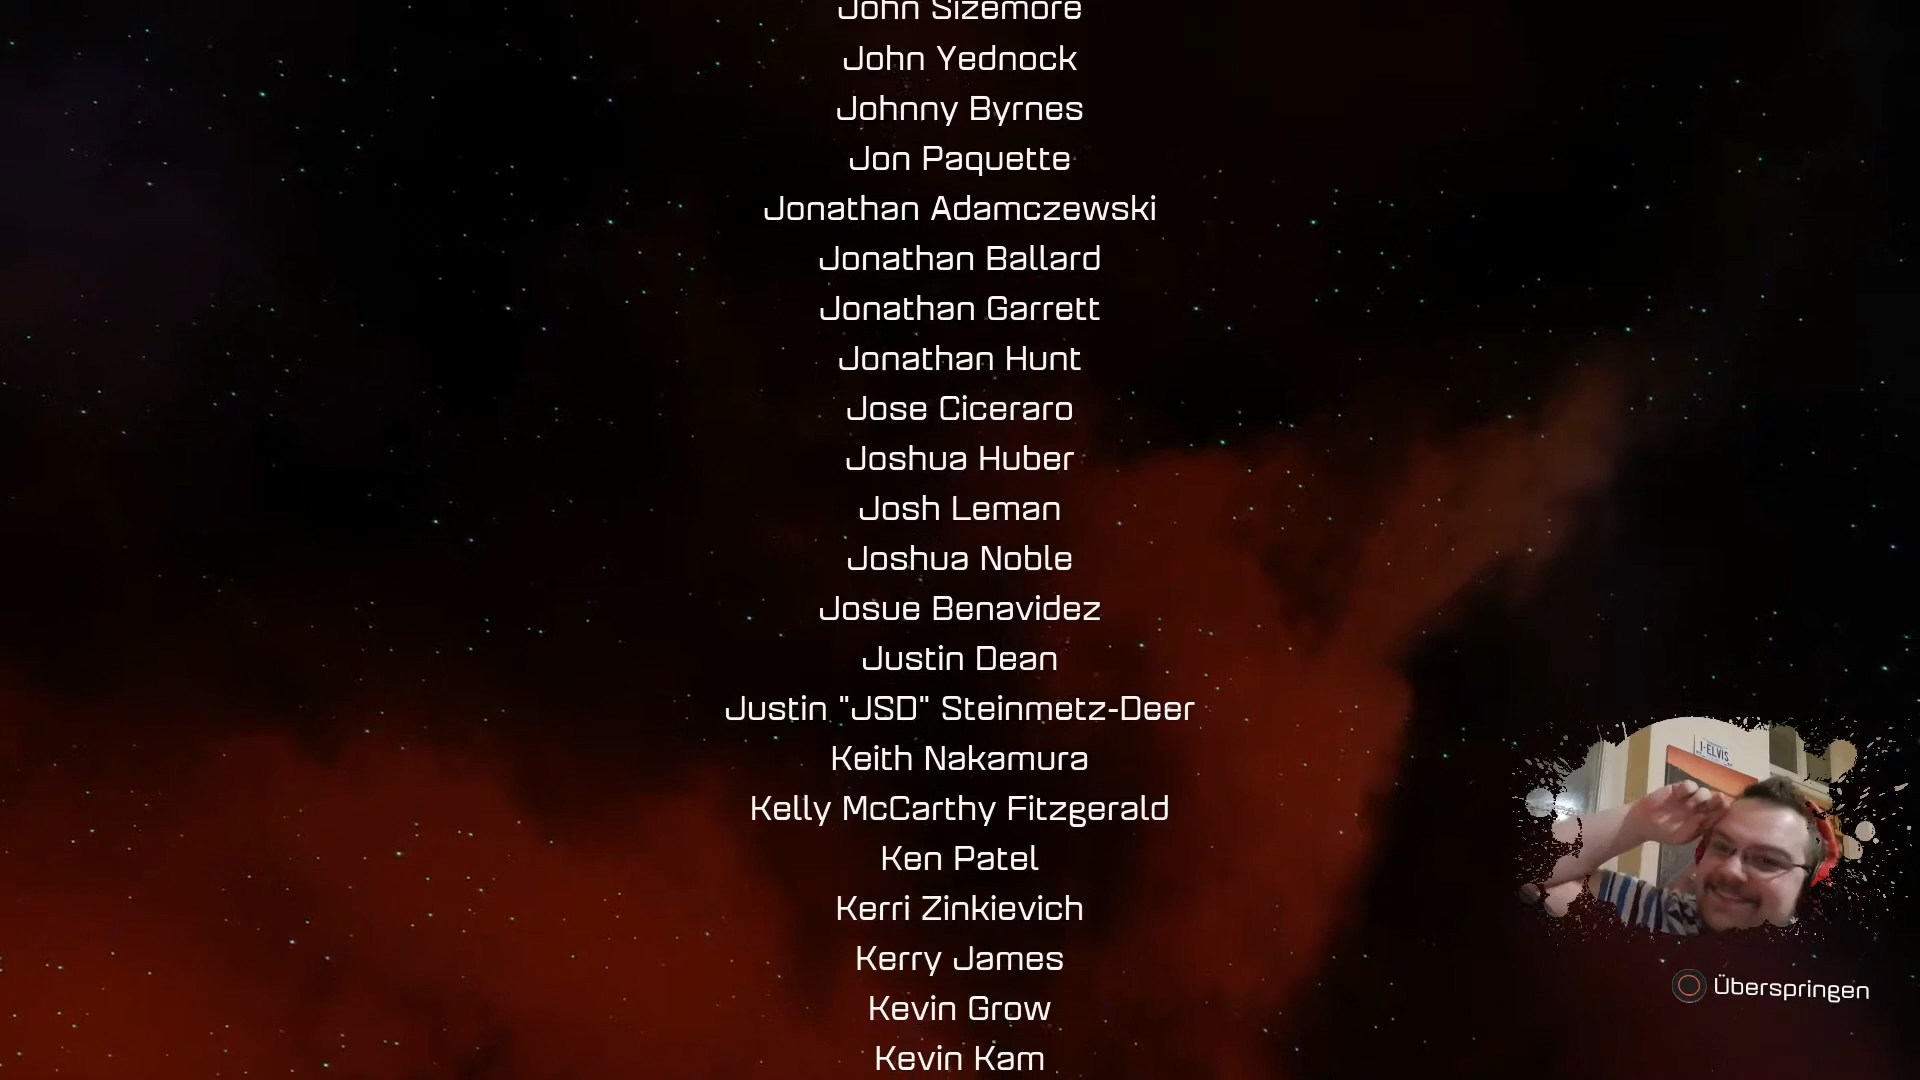 John Sizemore
John Yednock
Johnny Byrnes
Jon Paquette
Jonathan Adamczewski
Jonathan Ballard
Jonathan Garrett
Jonathan Hunt
Jose Ciceraro
Joshua Huber
Josh Leman
Joshua Noble
Josue Benavidez
Justin Dean
Justin "JSD" Steinmetz-Deer
Keith Nakamura
Kelly McCarthy Fitzgerald
Ken Patel
Kerri Zinkievich
Kerry James
Kevin Grow
Kevin Kam
1-ELVIS
Überspringen